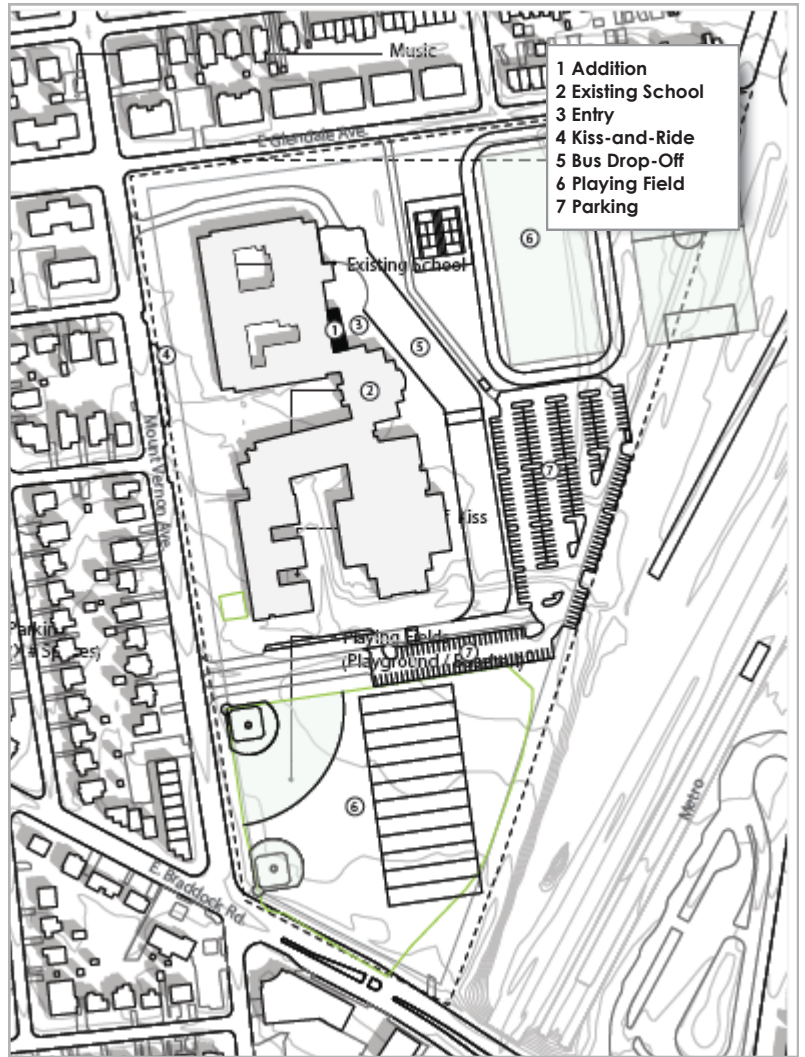 Music
1 Addition
2 Existing School
3 Entry
4 Kiss-and-Ride
5 Bus Drop-Off
6 Playing Field
7 Parking
E Glendale Ave.
6
Existing School
1
3
5
4
2
Mount Vernon Ave.
7
Kiss
Parking
Playing Fields
7
(Playground /
6
Metro
E. Braddock Rd.